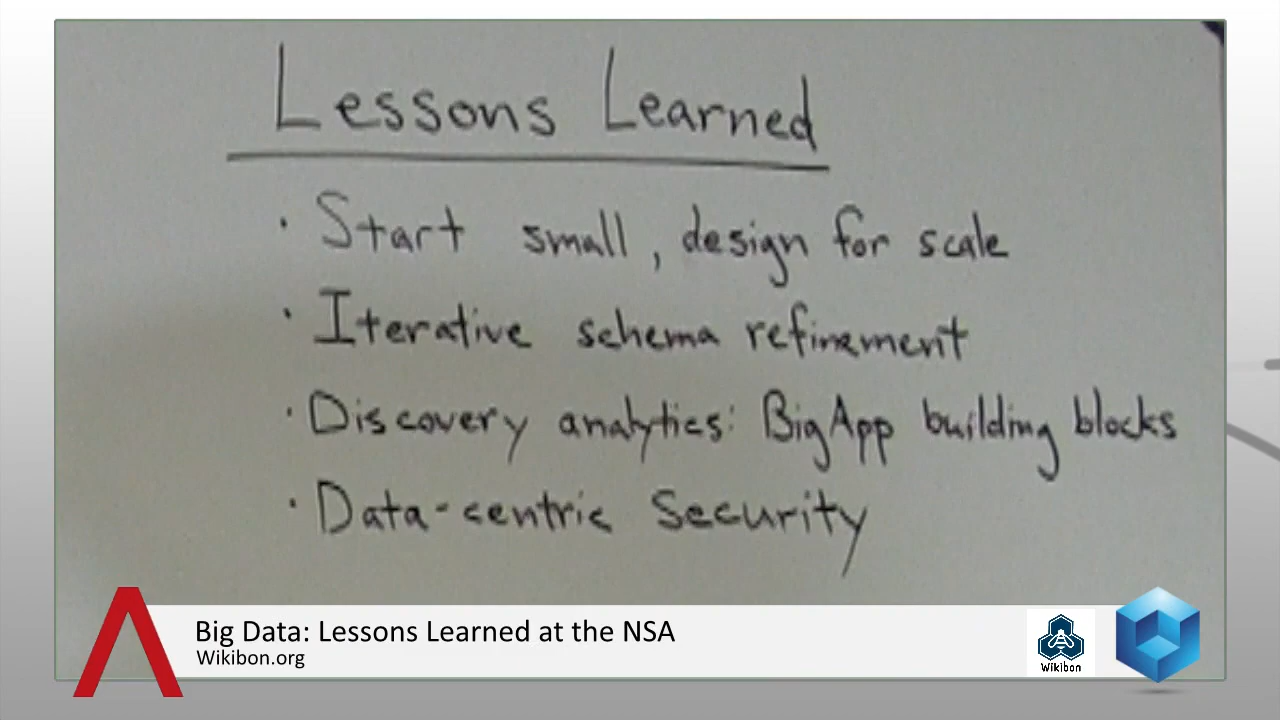 Lessons Learned
· Start small, design for scale
· Iterative schema refinement
· Discovery analytics: BigApp building blocks
· Data-centric Security
Big Data: Lessons Learned at the NSA
Wikibon.org
Wikibon